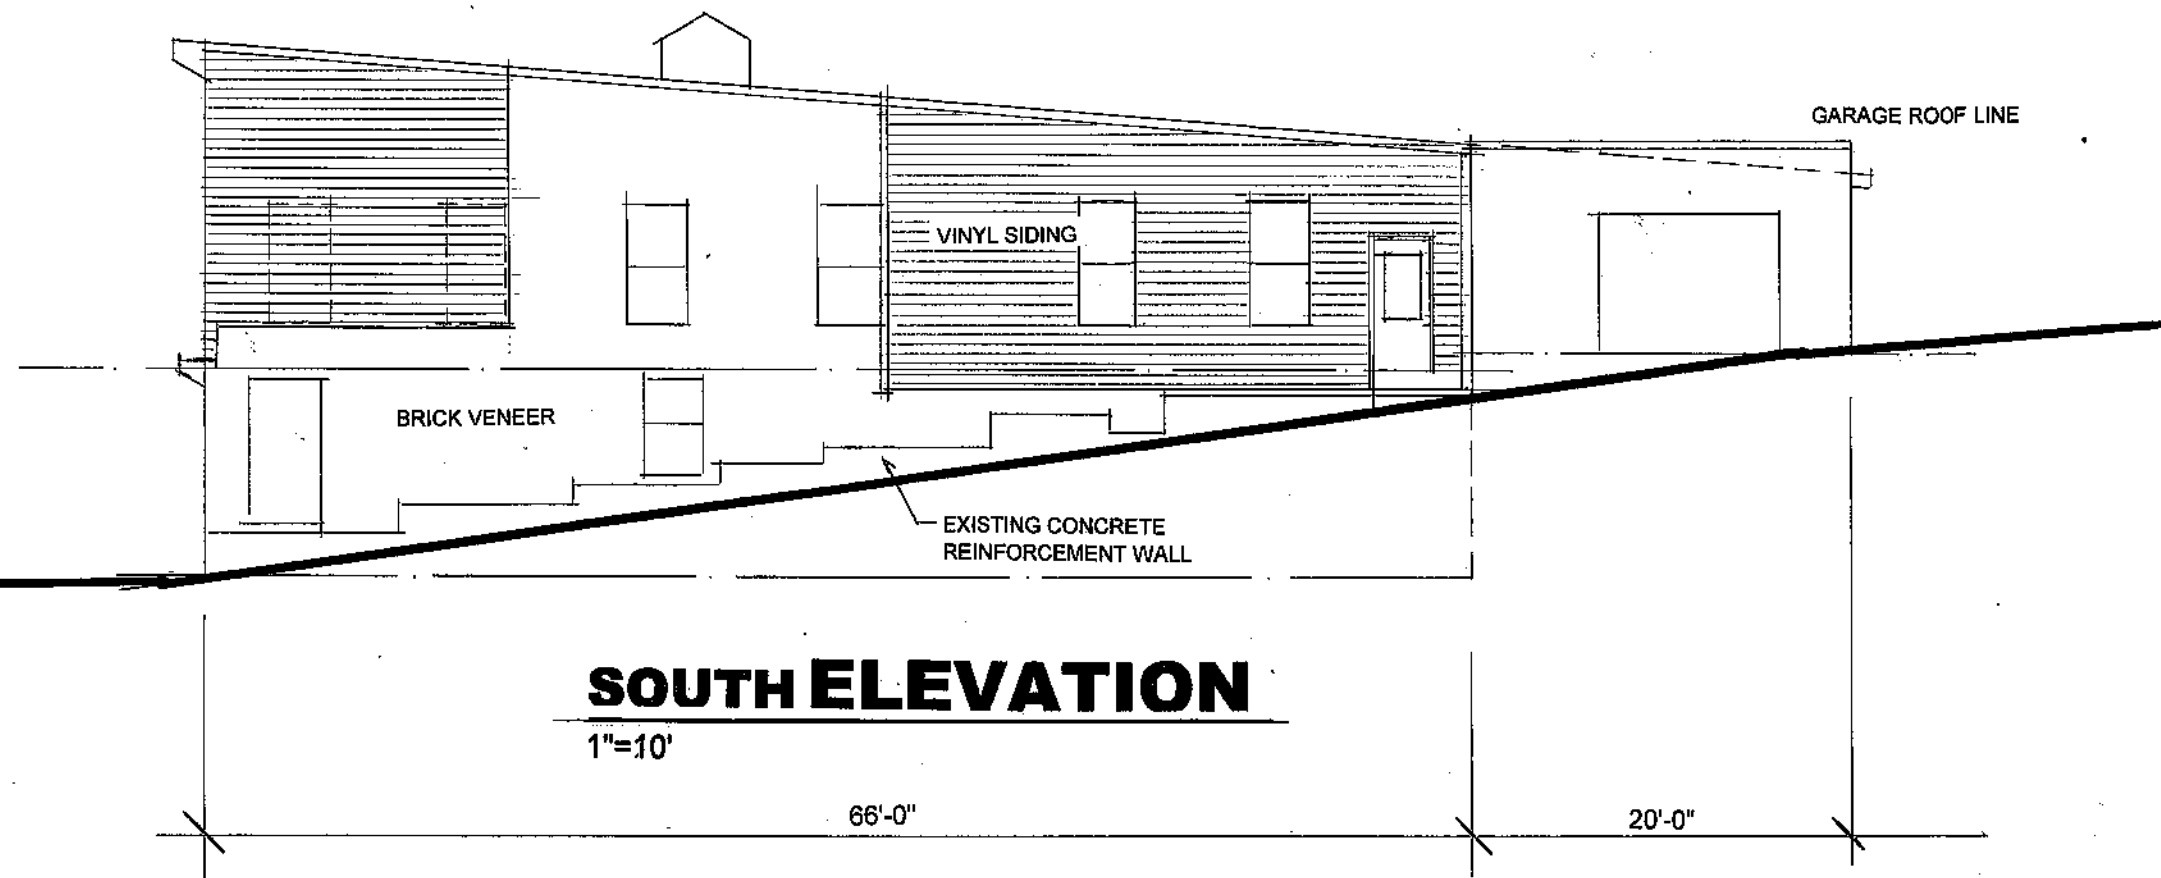 GARAGE ROOF LINE
VINYL SIDING
BRICK VENEER
EXISTING CONCRETE
REINFORCEMENT WALL
SOUTH ELEVATION
1"=10'
66'-0"
20'-0"